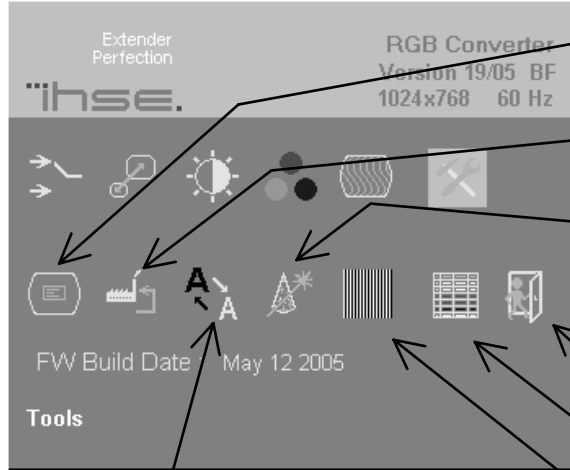 Extender
Perfection
ihse.
RGB Converter
Version 19/05 BF
1024x768 60 Hz
A
A
FW Build Date : May 12 2005
Tools